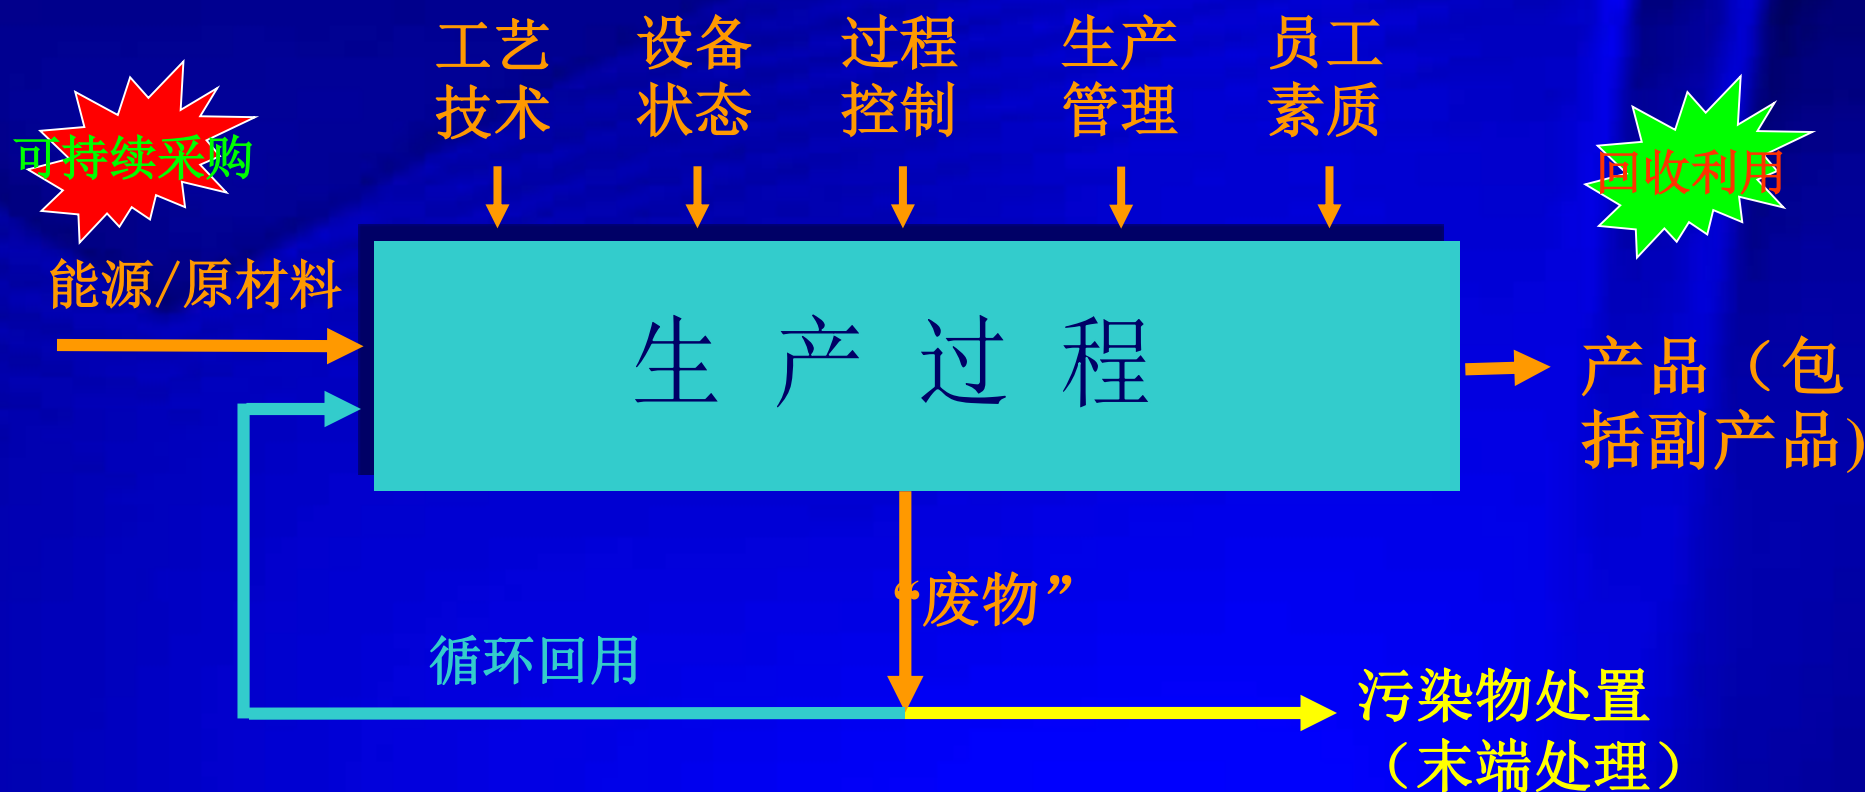 工艺
技术
设备
状态
过程
控制
生产
管理
员工
素质
可持续采购
回收利用
能源/原材料
生产过程
产品（包
括副产品)
“废物”
循环回用
污染物处置
（末端处理）